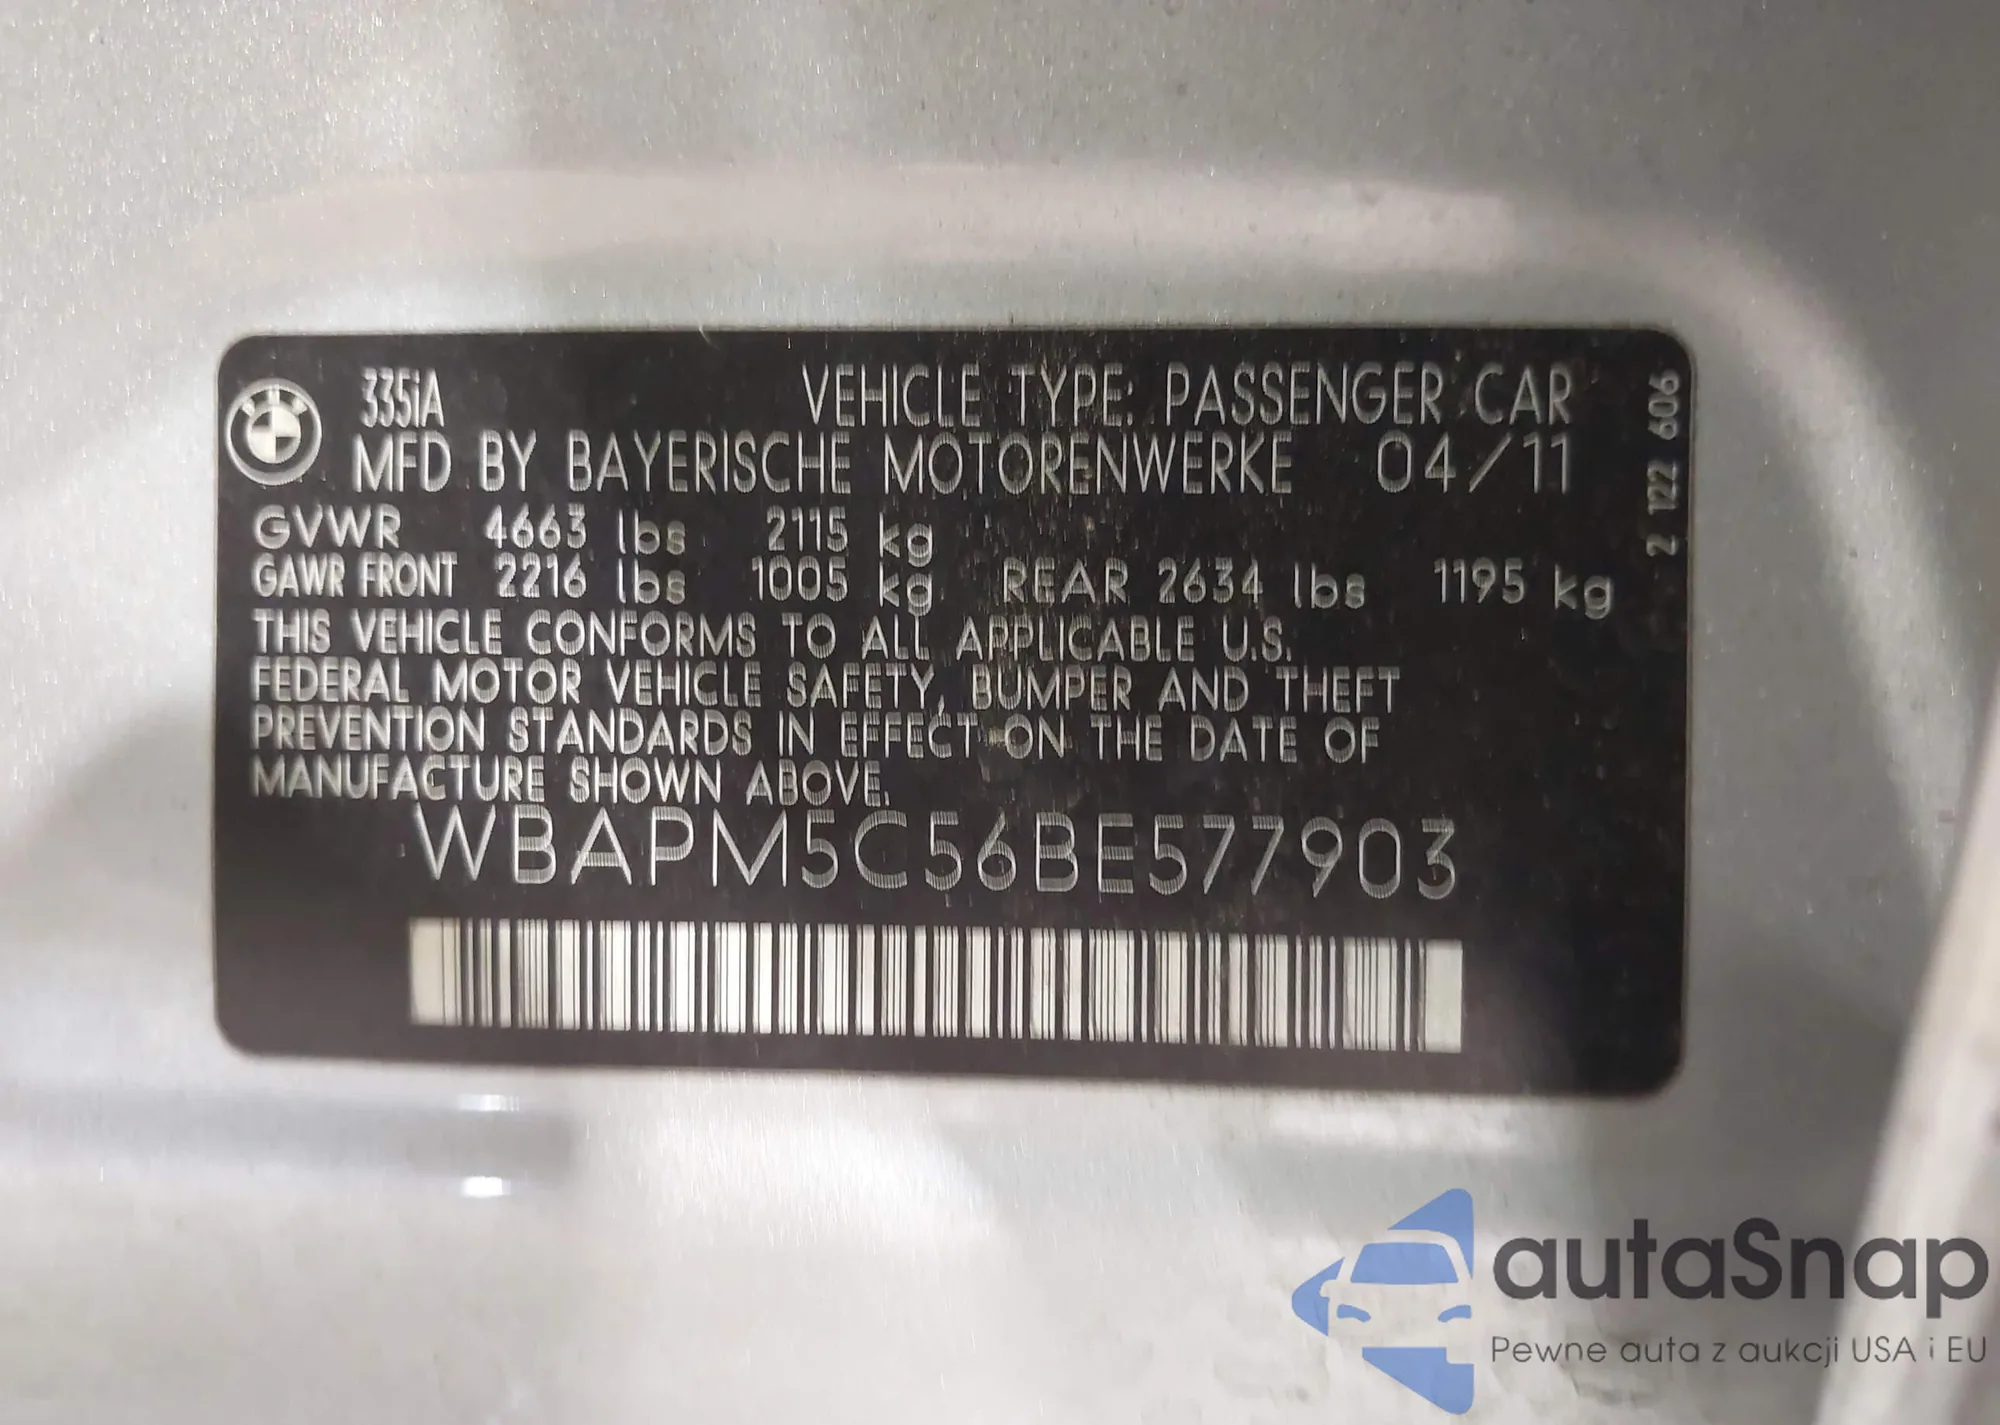 335iA VEHICLE TYPE: PASSENGER CAR
MFD BY BAYERISCHE MOTORENWERKE 04/11
GVWR 4663 lbs 2115 kg
GAWR FRONT 2216 lbs 1005 kg REAR 2634 lbs 1195 kg
THIS VEHICLE CONFORMS TO ALL APPLICABLE U.S.
FEDERAL MOTOR VEHICLE SAFETY, BUMPER AND THEFT
PREVENTION STANDARDS IN EFFECT ON THE DATE OF
MANUFACTURE SHOWN ABOVE.
WBAPM5C56BE577903
2 122 606
BMW
autaSnap
Pewne auta z aukcji USA i EU